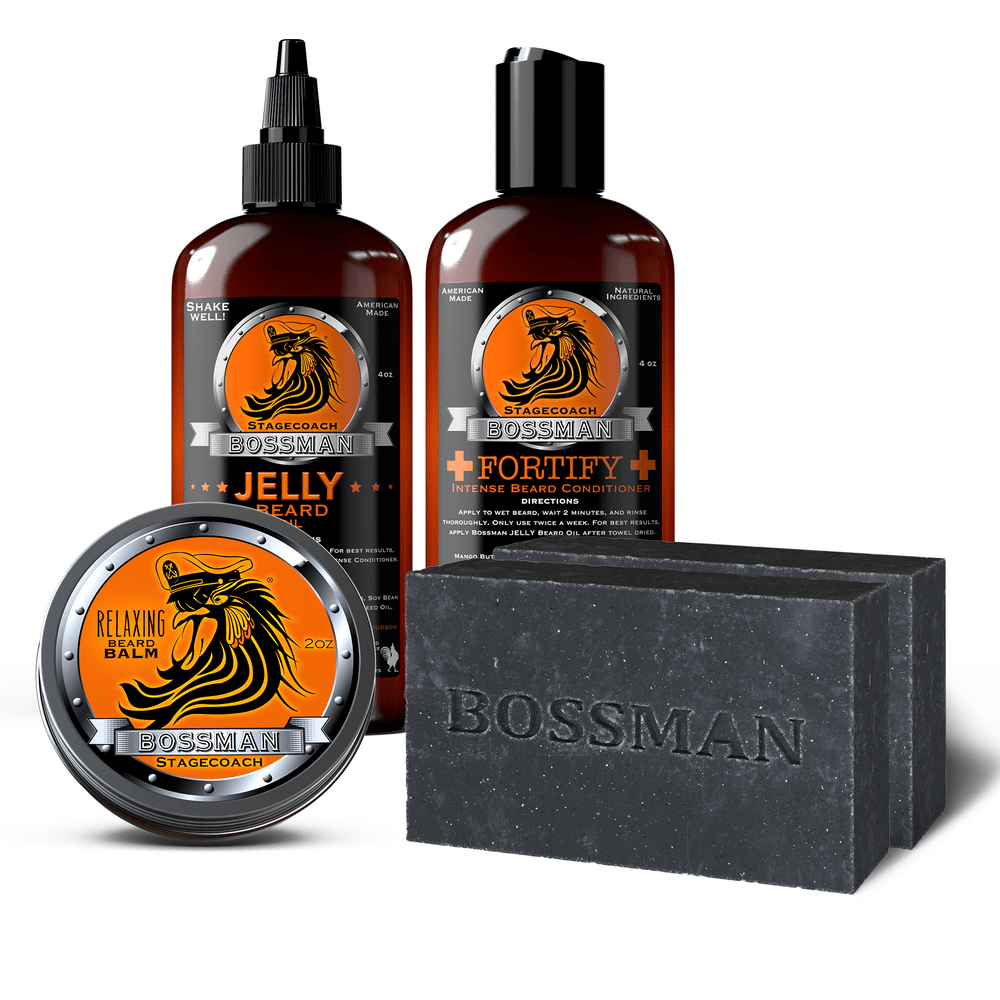 SHAKE
WELL!
AMERICAN
MADE
4 OZ
STAGECOACH
BOSSMAN
JELLY
BEARD
FOR BEST RESULTS,
CONDITIONER.
SOY BEAN
OIL.
AMERICAN
MADE
NATURAL
INGREDIENTS
4 OZ
STAGECOACH
BOSSMAN
FORTIFY
INTENSE BEARD CONDITIONER
DIRECTIONS
APPLY TO WET BEARD, WAIT 2 MINUTES, AND RINSE
THOROUGHLY. ONLY USE TWICE A WEEK. FOR BEST RESULTS,
APPLY BOSSMAN JELLY BEARD OIL AFTER TOWEL DRIED.
MANGO
RELAXING
BEARD
BALM
®
2OZ
BOSSMAN
STAGECOACH
BOSSMAN